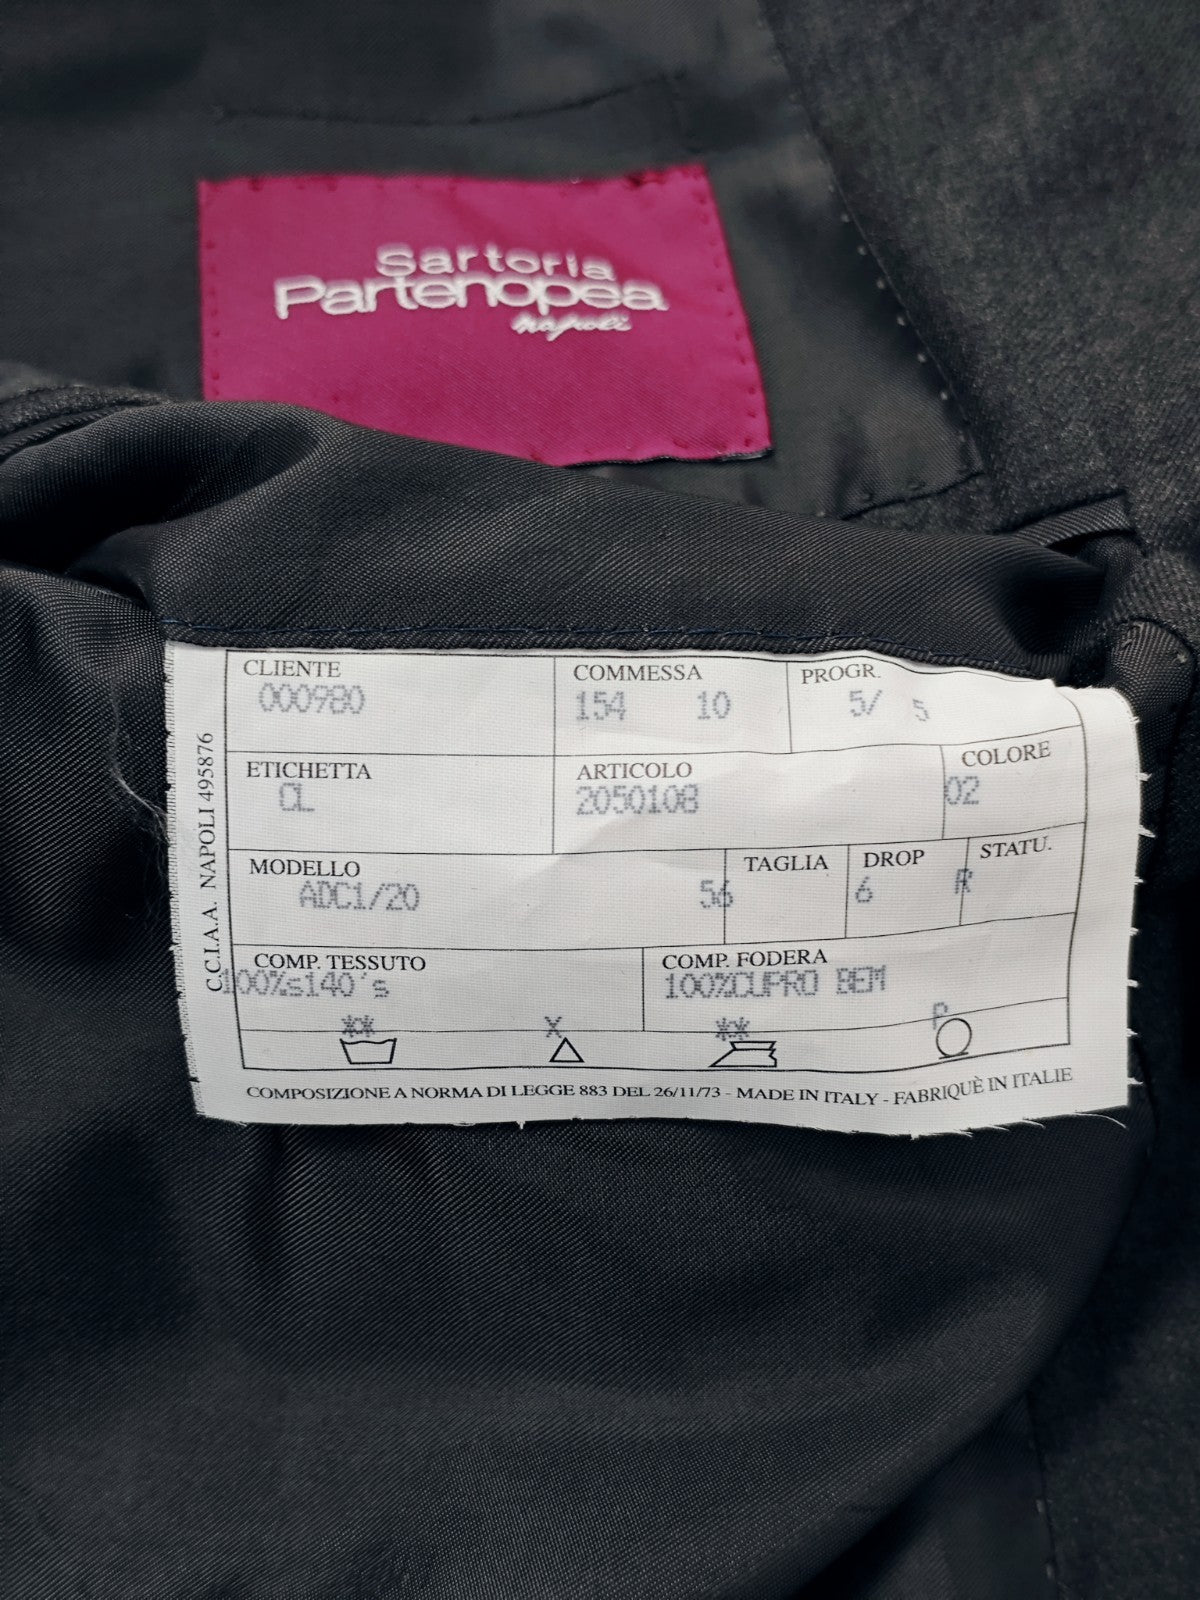 Sartoria
Partenopea
napoli
CLIENTE
000980
COMMESSA
154 10
PROGR.
5/ 5
ETICHETTA
CL
ARTICOLO
2050108
COLORE
02
MODELLO
ADC1/20
TAGLIA
56
DROP
6
STATU.
R
COMP. TESSUTO
100%s140's
COMP. FODERA
100%CUPRO BEM
** X ** P
COMPOSIZIONE A NORMA DI LEGGE 883 DEL 26/11/73 - MADE IN ITALY - FABRIQUÈ IN ITALIE
C.C.I.A.A. NAPOLI 495876